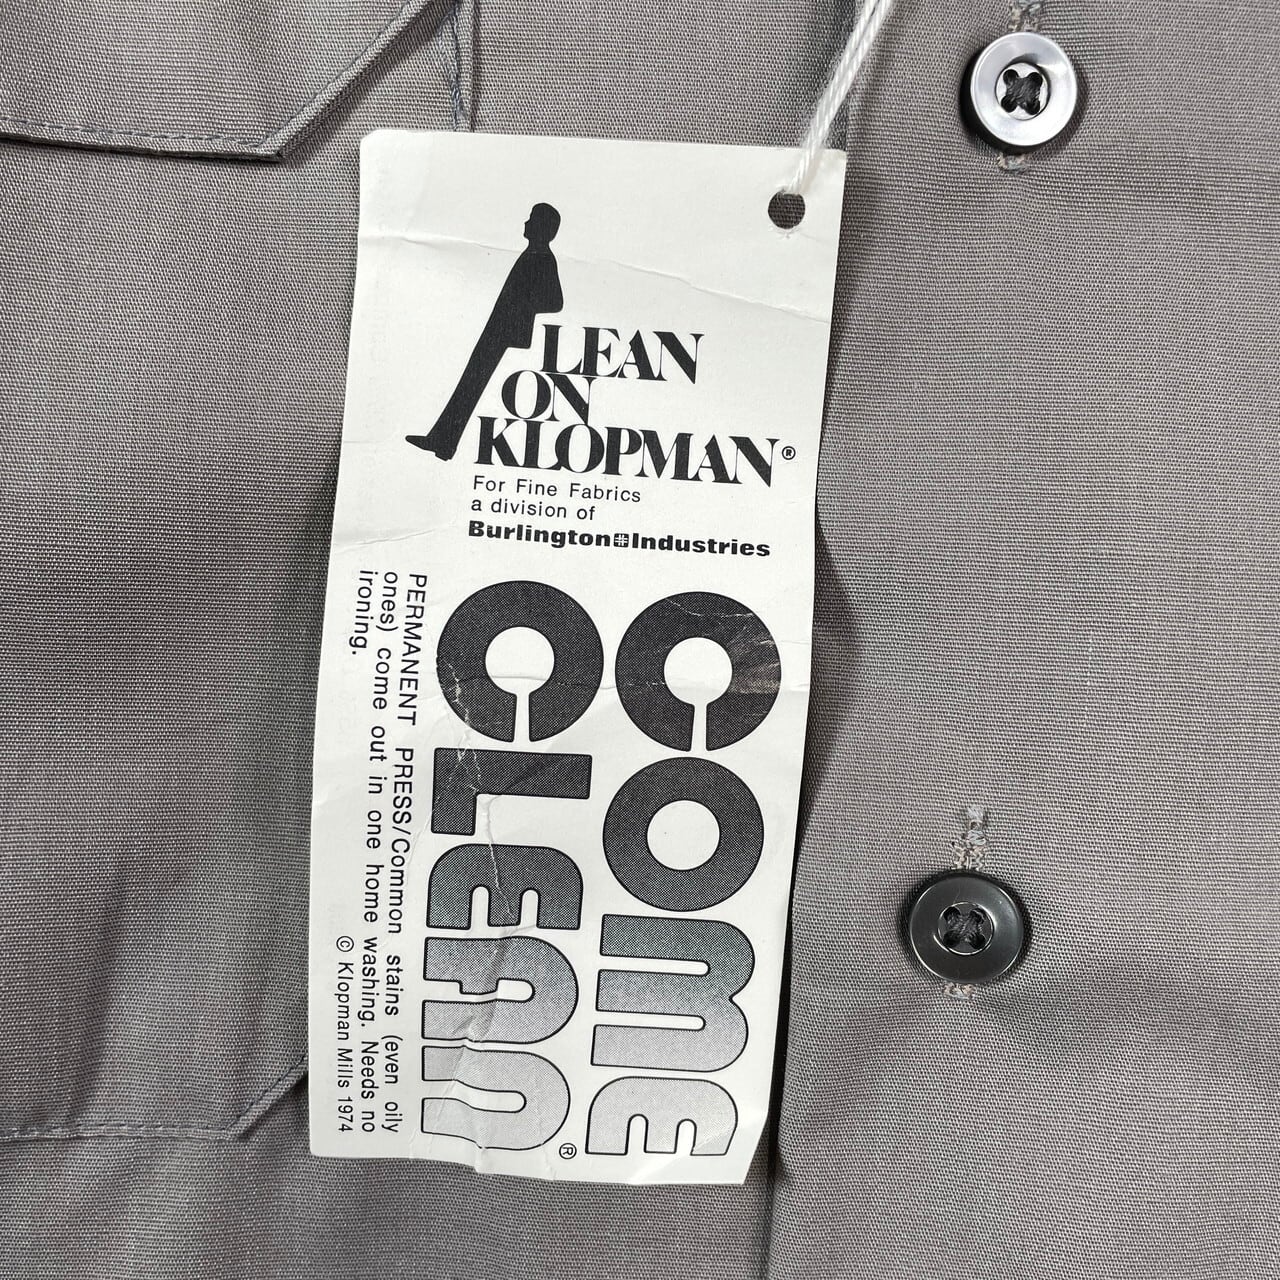 LEAN
ON
KLOPMAN®
For Fine Fabrics
a division of
Burlington Industries
COME
CLEAN®
PERMANENT PRESS/Common stains (even oily
ones) come out in one home washing. Needs no
ironing.
© Klopman Mills 1974